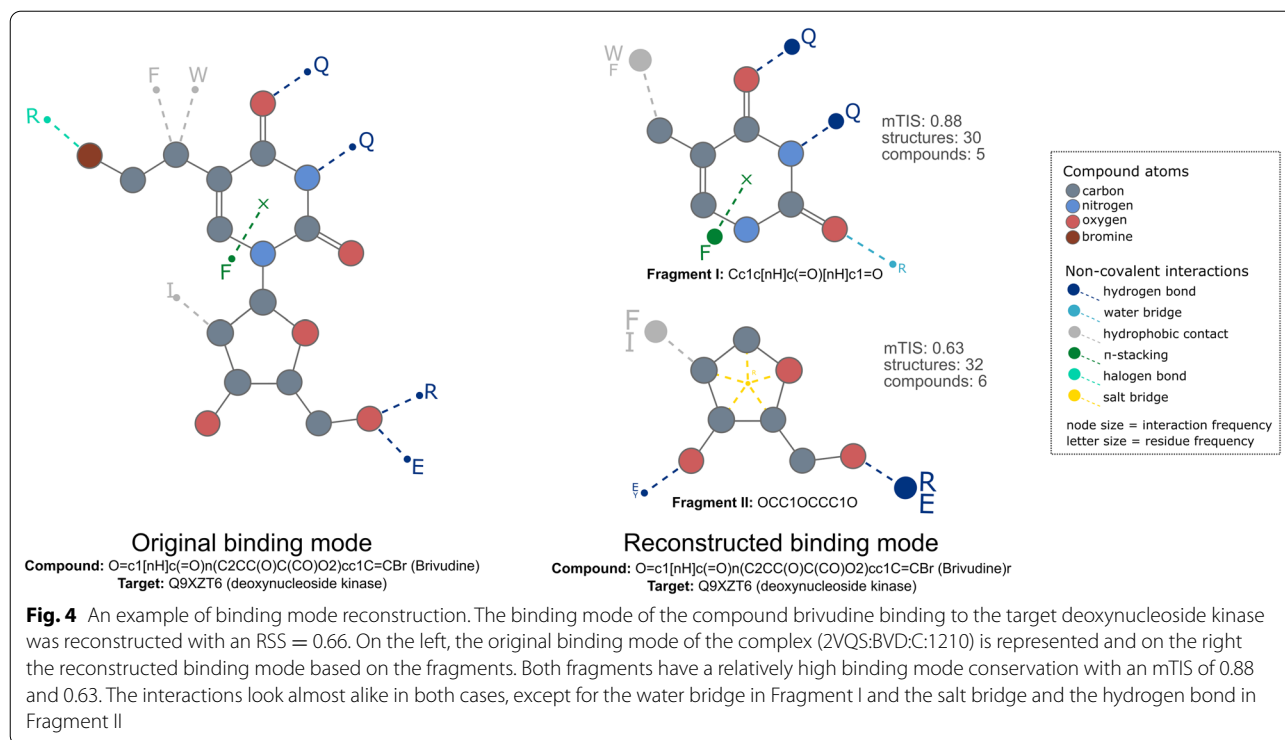 F W
Q
R
Q
F
I
R
E
Original binding mode
Compound: O=c1[nH]c(=O)n(C2CC(O)C(CO)O2)cc1C=CBr (Brivudine)
Target: Q9XZT6 (deoxynucleoside kinase)
W
F
Q
Q
F
R
mTIS: 0.88
structures: 30
compounds: 5
Fragment I: Cc1c[nH]c(=O)[nH]c1=O
F
I
mTIS: 0.63
structures: 32
compounds: 6
E
Y
R
E
Fragment II: OCC1OCCC1O
Reconstructed binding mode
Compound: O=c1[nH]c(=O)n(C2CC(O)C(CO)O2)cc1C=CBr (Brivudine)r
Target: Q9XZT6 (deoxynucleoside kinase)
Compound atoms
carbon
nitrogen
oxygen
bromine
Non-covalent interactions
hydrogen bond
water bridge
hydrophobic contact
π-stacking
halogen bond
salt bridge
node size = interaction frequency
letter size = residue frequency
Fig. 4 An example of binding mode reconstruction. The binding mode of the compound brivudine binding to the target deoxynucleoside kinase
was reconstructed with an RSS = 0.66. On the left, the original binding mode of the complex (2VQS:BVD:C:1210) is represented and on the right
the reconstructed binding mode based on the fragments. Both fragments have a relatively high binding mode conservation with an mTIS of 0.88
and 0.63. The interactions look almost alike in both cases, except for the water bridge in Fragment I and the salt bridge and the hydrogen bond in
Fragment II